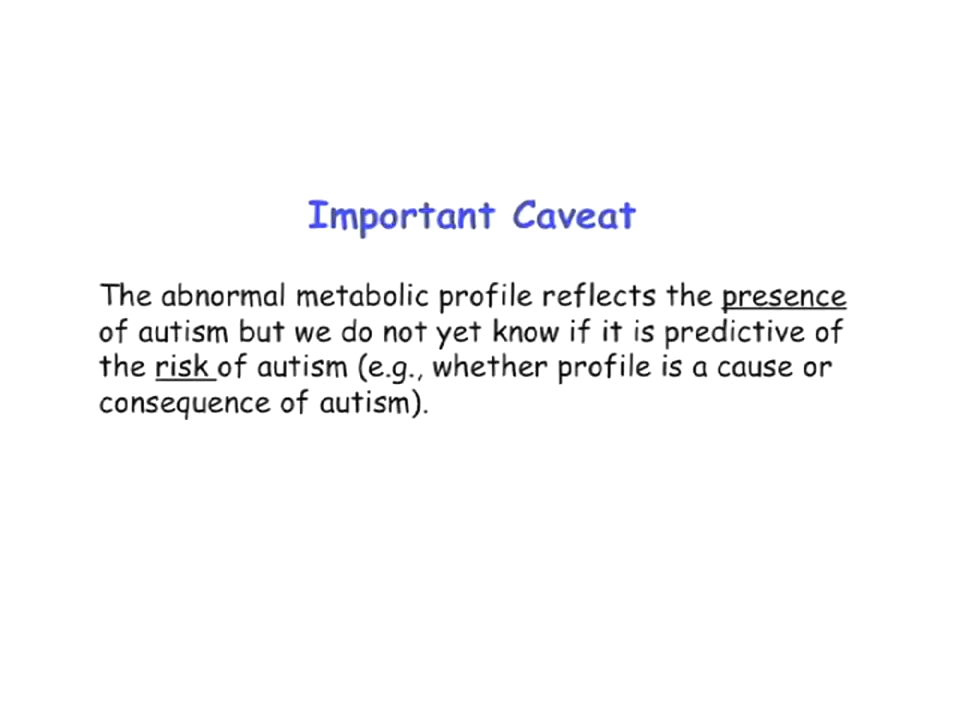 Important Caveat
The abnormal metabolic profile reflects the presence
of autism but we do not yet know if it is predictive of
the risk of autism (e.g., whether profile is a cause or
consequence of autism).